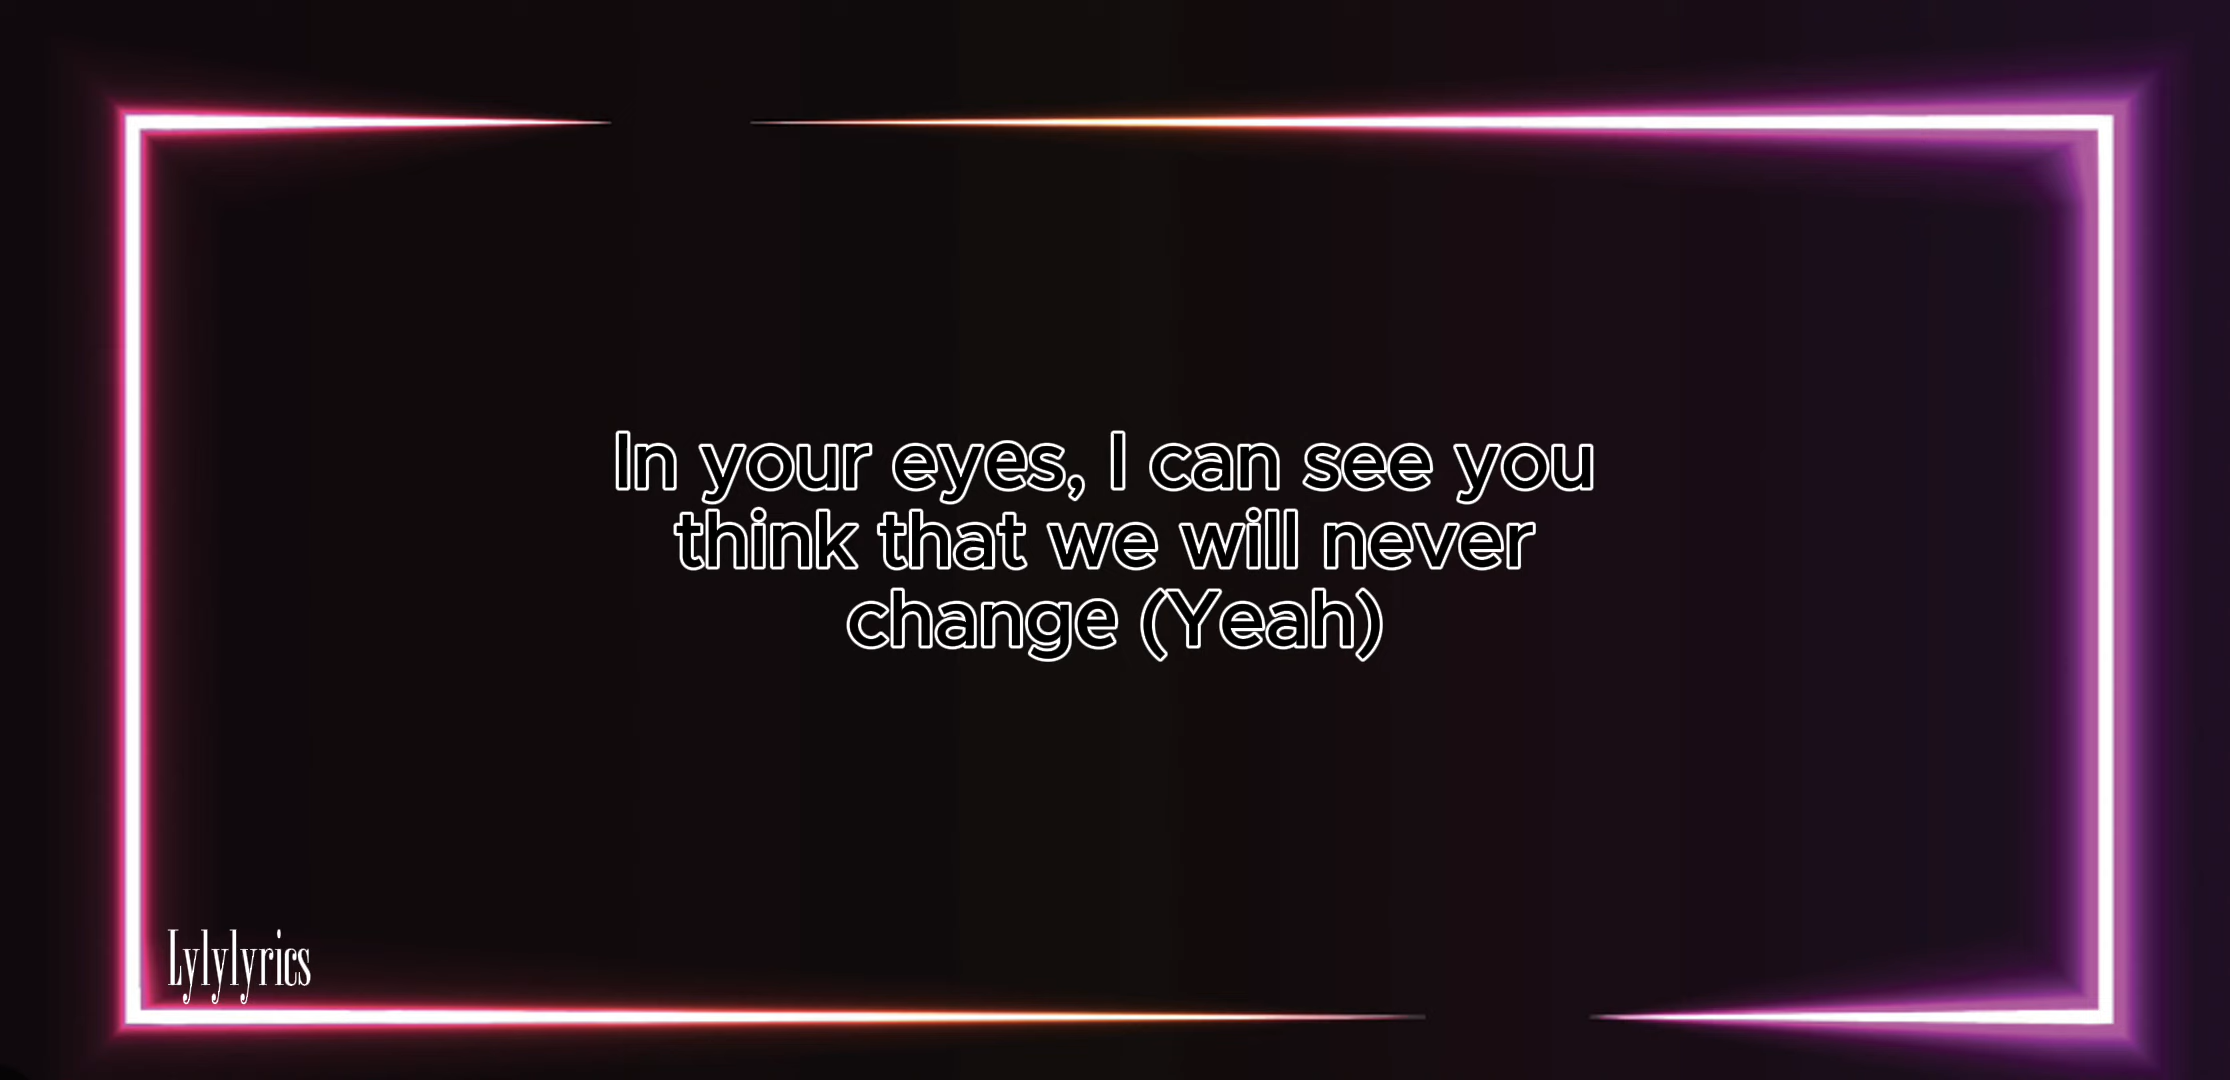 In your eyes, I can see you
think that we will never
change (Yeah)
Lylylyrics